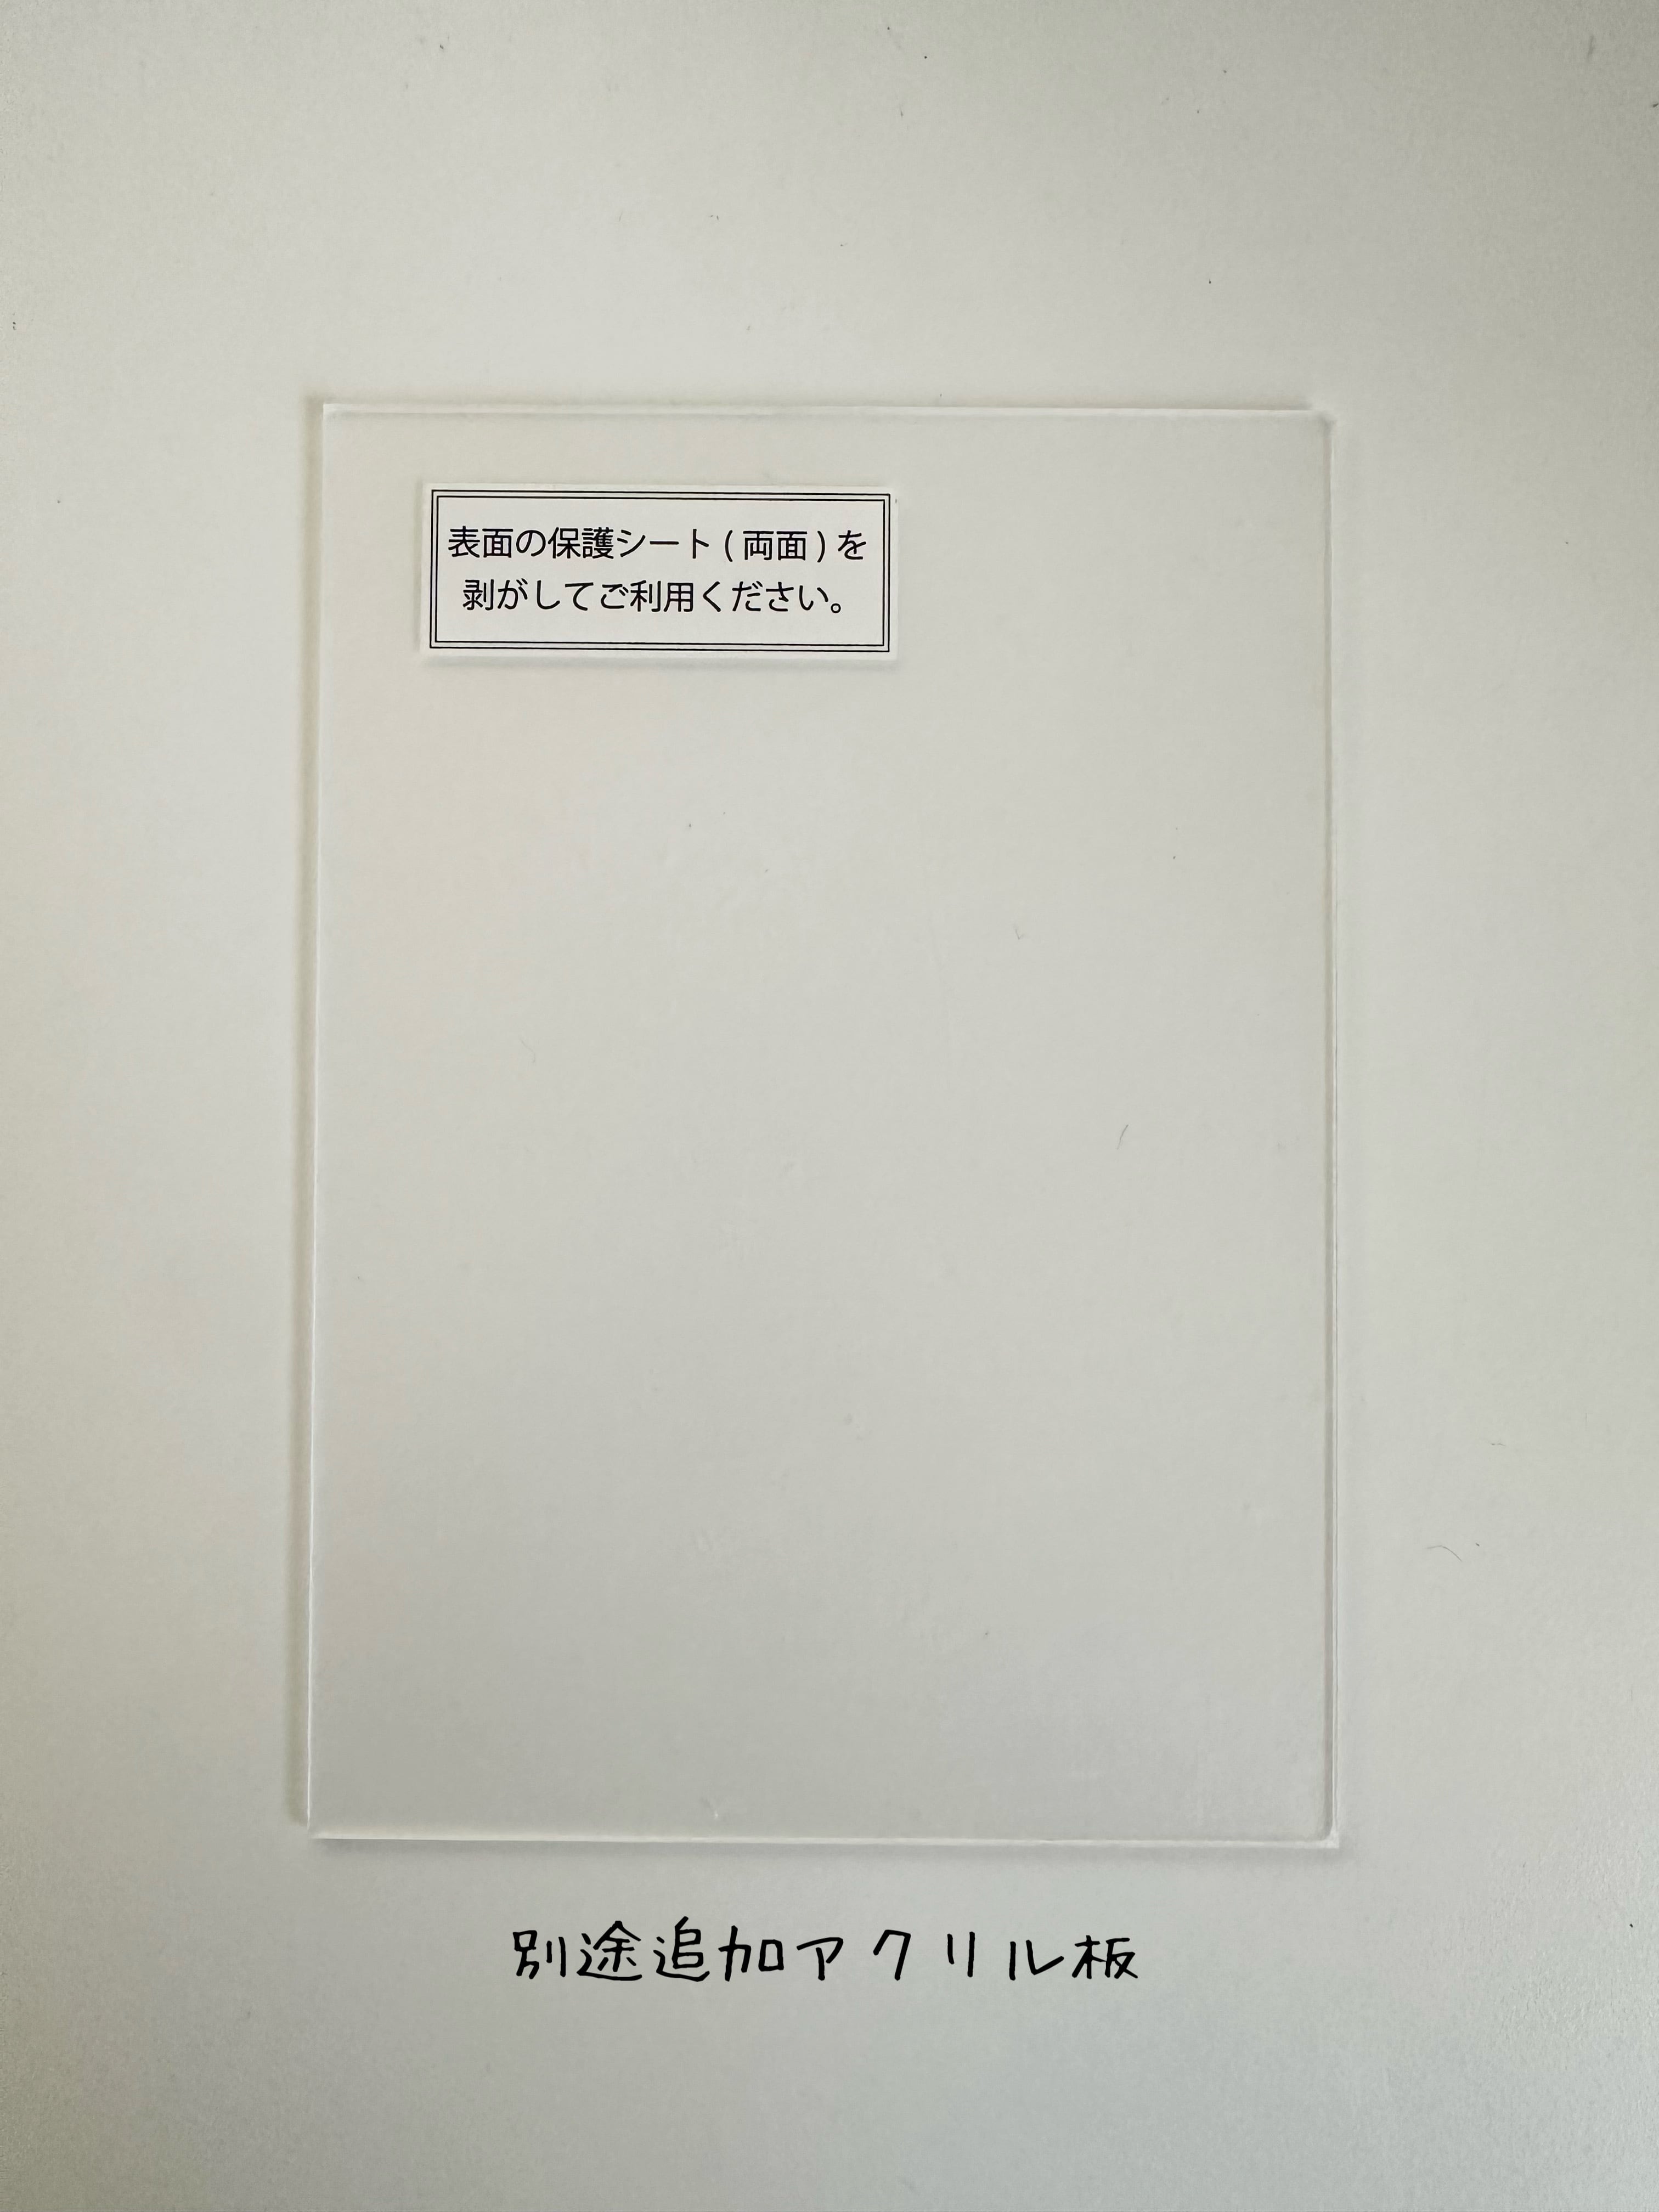 表面の保護シート(両面)を
剥がしてご利用ください。
別途追加アクリル板